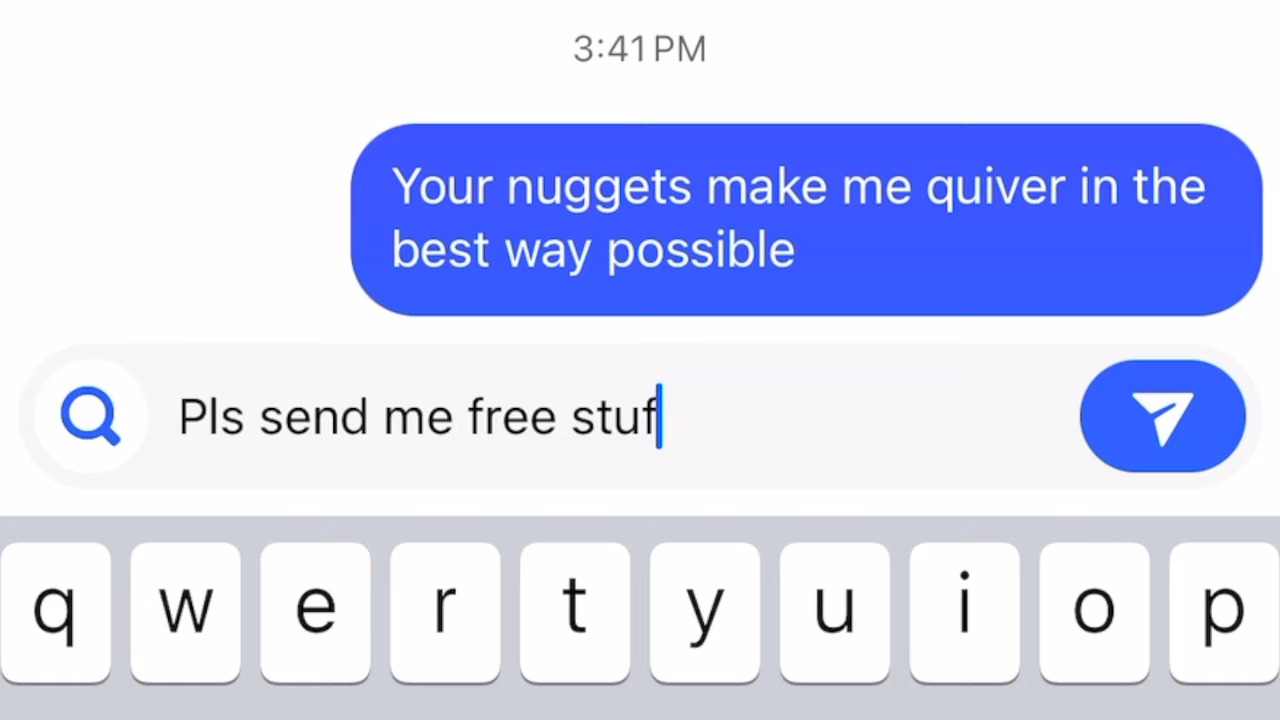 3:41 PM
Your nuggets make me quiver in the
best way possible
Pls send me free stuf
q w e r t y u i o p